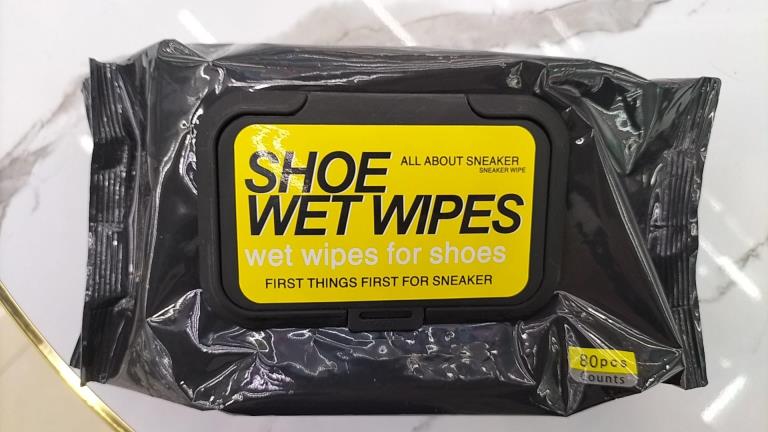 SHOE
ALL ABOUT SNEAKER
SNEAKER WIPE
WET WIPES
wet wipes for shoes
FIRST THINGS FIRST FOR SNEAKER
80pcs
Counts